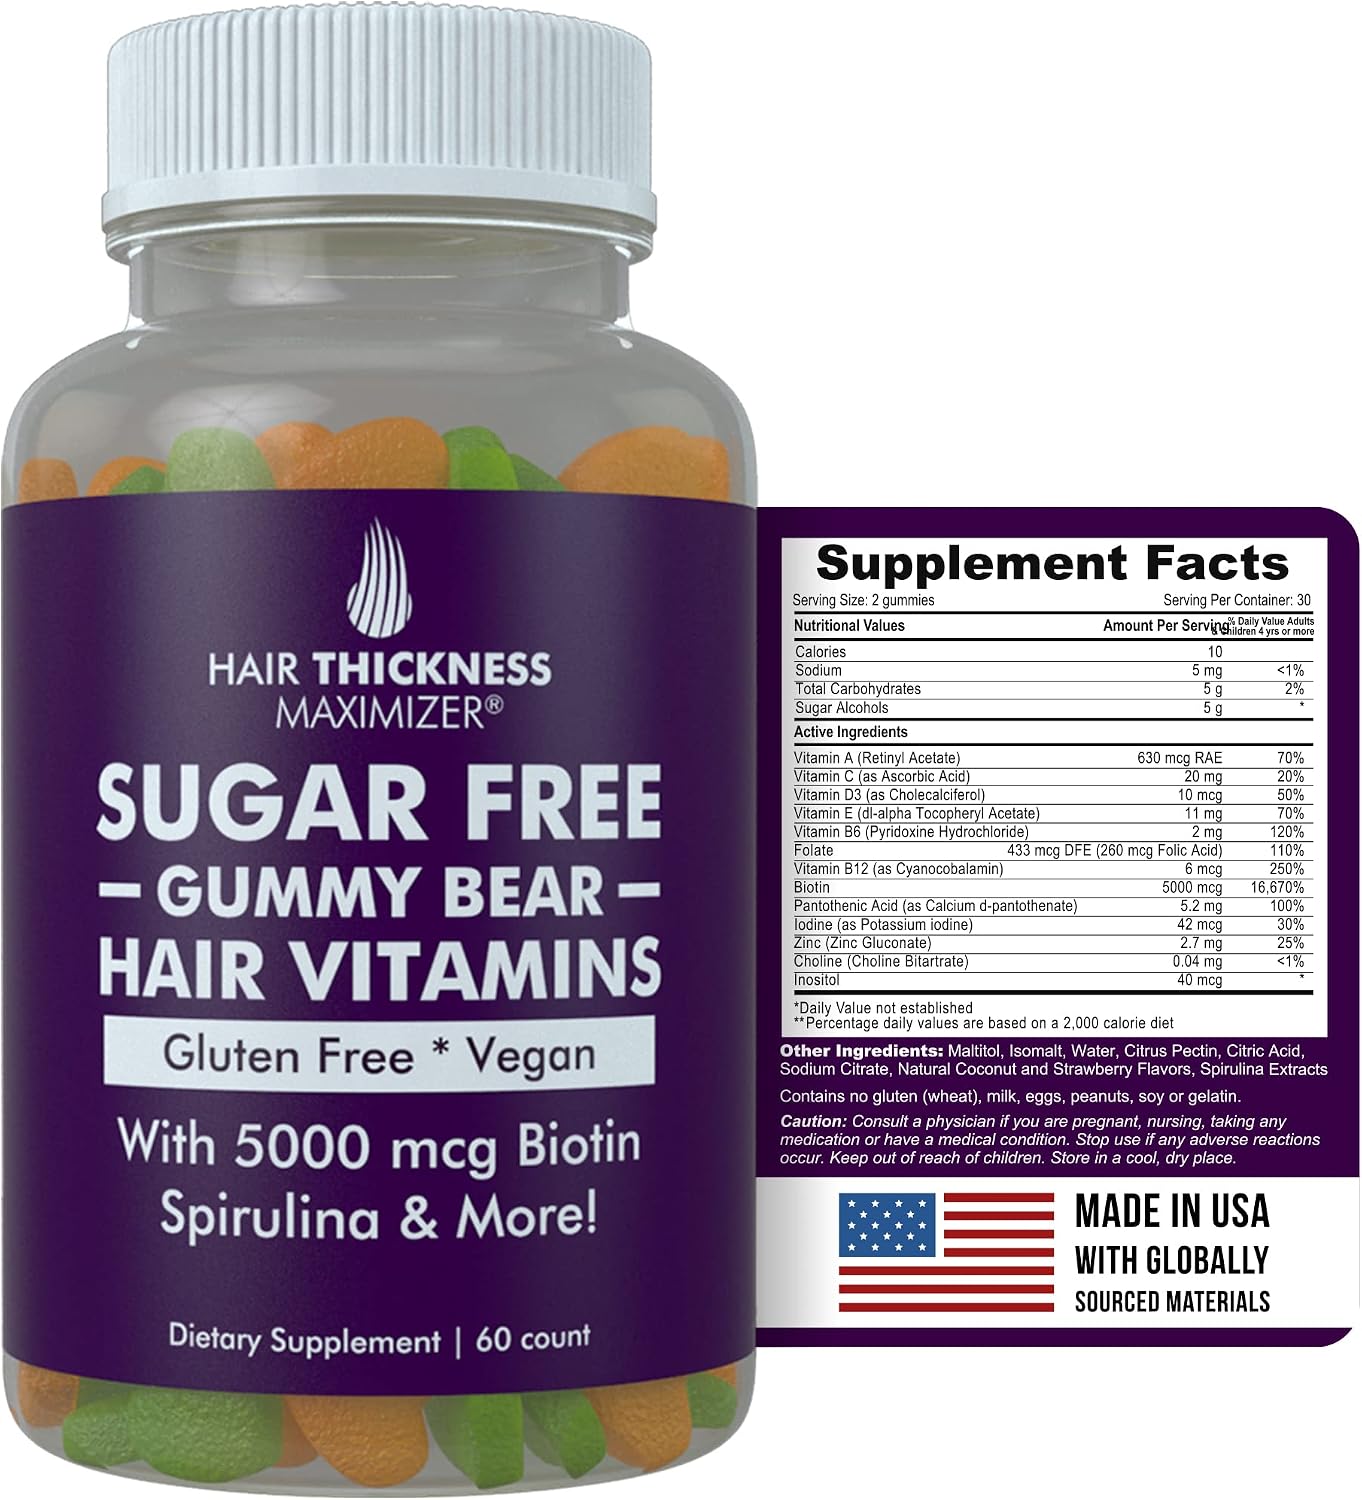 HAIR THICKNESS
MAXIMIZER®
SUGAR FREE
GUMMY BEAR
HAIR VITAMINS
Gluten Free * Vegan
With 5000 mcg Biotin
Spirulina & More!
Dietary Supplement | 60 count
Supplement Facts
Serving Size: 2 gummies Serving Per Container: 30
Nutritional Values Amount Per Serving % Daily Value Adults
& Children 4 yrs or more
Calories 10
Sodium 5 mg <1%
Total Carbohydrates 5 g 2%
Sugar Alcohols 5 g *
Active Ingredients
Vitamin A (Retinyl Acetate) 630 mcg RAE 70%
Vitamin C (as Ascorbic Acid) 20 mg 20%
Vitamin D3 (as Cholecalciferol) 10 mcg 50%
Vitamin E (dl-alpha Tocopheryl Acetate) 11 mg 70%
Vitamin B6 (Pyridoxine Hydrochloride) 2 mg 120%
Folate 433 mcg DFE (260 mcg Folic Acid) 110%
Vitamin B12 (as Cyanocobalamin) 6 mcg 250%
Biotin 5000 mcg 16,670%
Pantothenic Acid (as Calcium d-pantothenate) 5.2 mg 100%
Iodine (as Potassium iodine) 42 mcg 30%
Zinc (Zinc Gluconate) 2.7 mg 25%
Choline (Choline Bitartrate) 0.04 mg <1%
Inositol 40 mcg *
*Daily Value not established
**Percentage daily values are based on a 2,000 calorie diet
Other Ingredients: Maltitol, Isomalt, Water, Citrus Pectin, Citric Acid,
Sodium Citrate, Natural Coconut and Strawberry Flavors, Spirulina Extracts
Contains no gluten (wheat), milk, eggs, peanuts, soy or gelatin.
Caution: Consult a physician if you are pregnant, nursing, taking any
medication or have a medical condition. Stop use if any adverse reactions
occur. Keep out of reach of children. Store in a cool, dry place.
MADE IN USA
WITH GLOBALLY
SOURCED MATERIALS